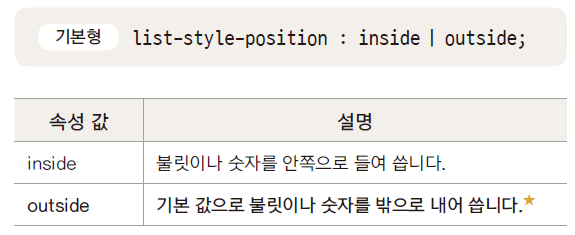 기본형 list-style-position : inside | outside;
속성 값 설명
inside 불릿이나 숫자를 안쪽으로 들여 씁니다.
outside 기본 값으로 불릿이나 숫자를 밖으로 내어 씁니다.★